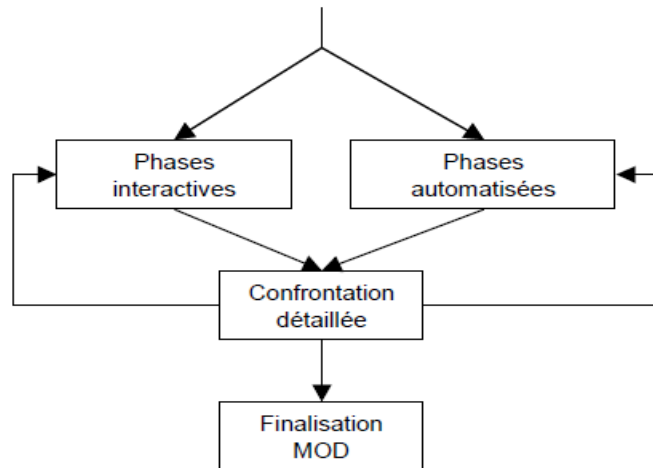 Phases
interactives
Phases
automatisées
Confrontation
détaillée
Finalisation
MOD